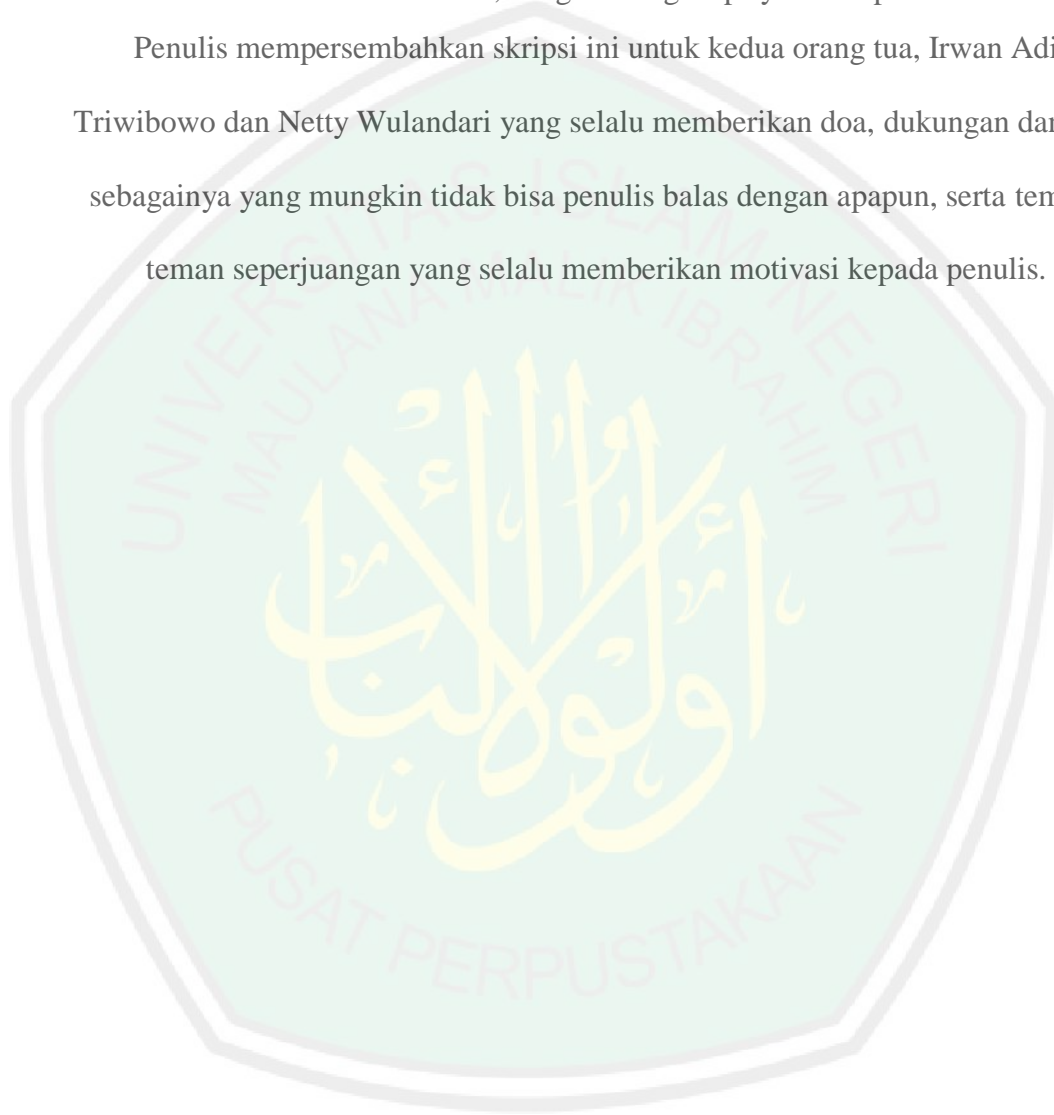 Penulis mempersembahkan skripsi ini untuk kedua orang tua, Irwan Adi
Triwibowo dan Netty Wulandari yang selalu memberikan doa, dukungan dan
sebagainya yang mungkin tidak bisa penulis balas dengan apapun, serta
teman seperjuangan yang selalu memberikan motivasi kepada penulis.
UNIVERSITAS ISLAM NEGERI
MAULANA MALIK IBRAHIM
أولو الألباب
PUSAT PERPUSTAKAAN